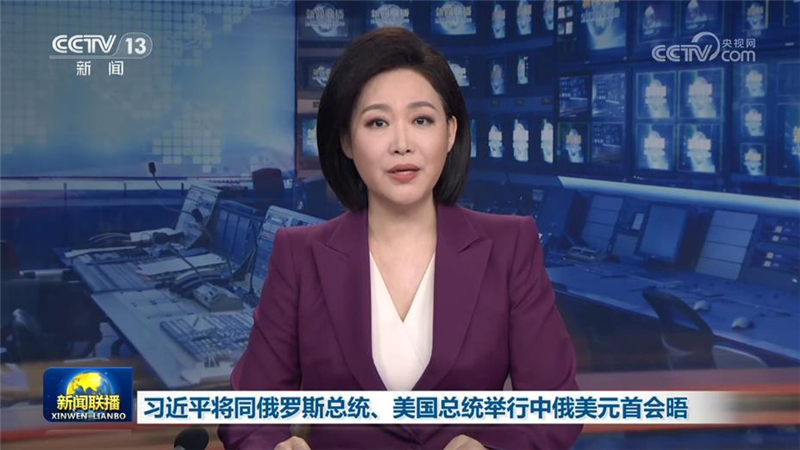 CCTV 13
新闻
央视网
CCTV.com
新闻联播
XINWEN LIANBO
习近平将同俄罗斯总统、美国总统举行中俄美元首会晤